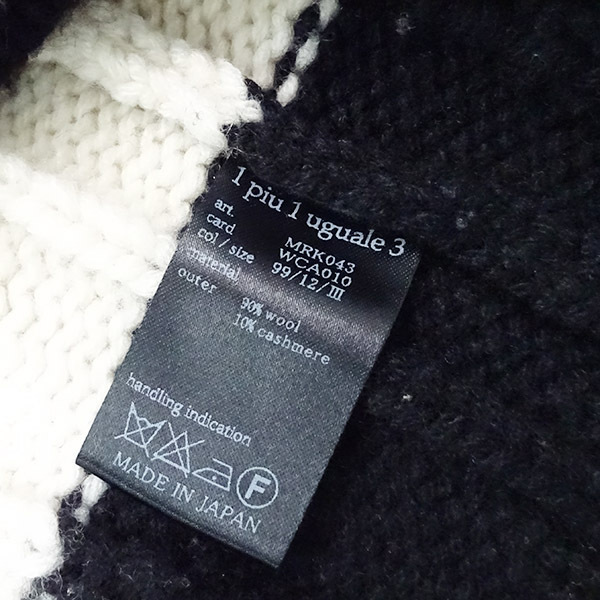 1 piu 1 uguale 3
art. MRK043
card WCA010
col/size 99/12/III
material
outer 90% wool
10% cashmere
handling indication
F
MADE IN JAPAN